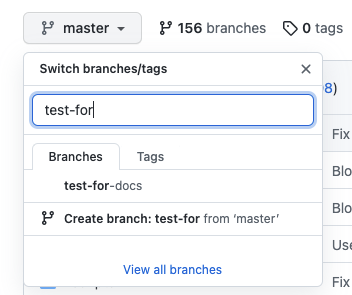 master
156 branches
0 tags
Switch branches/tags
8)
test-for
Branches
Tags
Fix
test-for-docs
Blo
Create branch: test-for from ‘master’
Blo
Use
View all branches
Fix